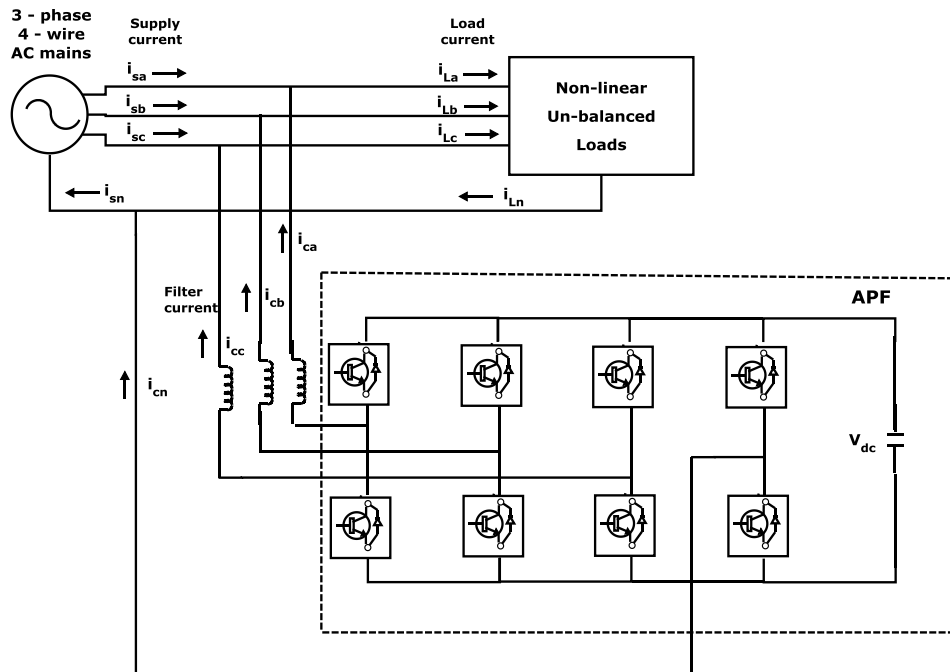 3 - phase
4 - wire
AC mains
Supply
current
Load
current
isa
iLa
isb
iLb
isc
iLc
Non-linear
Un-balanced
Loads
isn
iLn
ica
Filter
current
icb
icc
icn
APF
Vdc